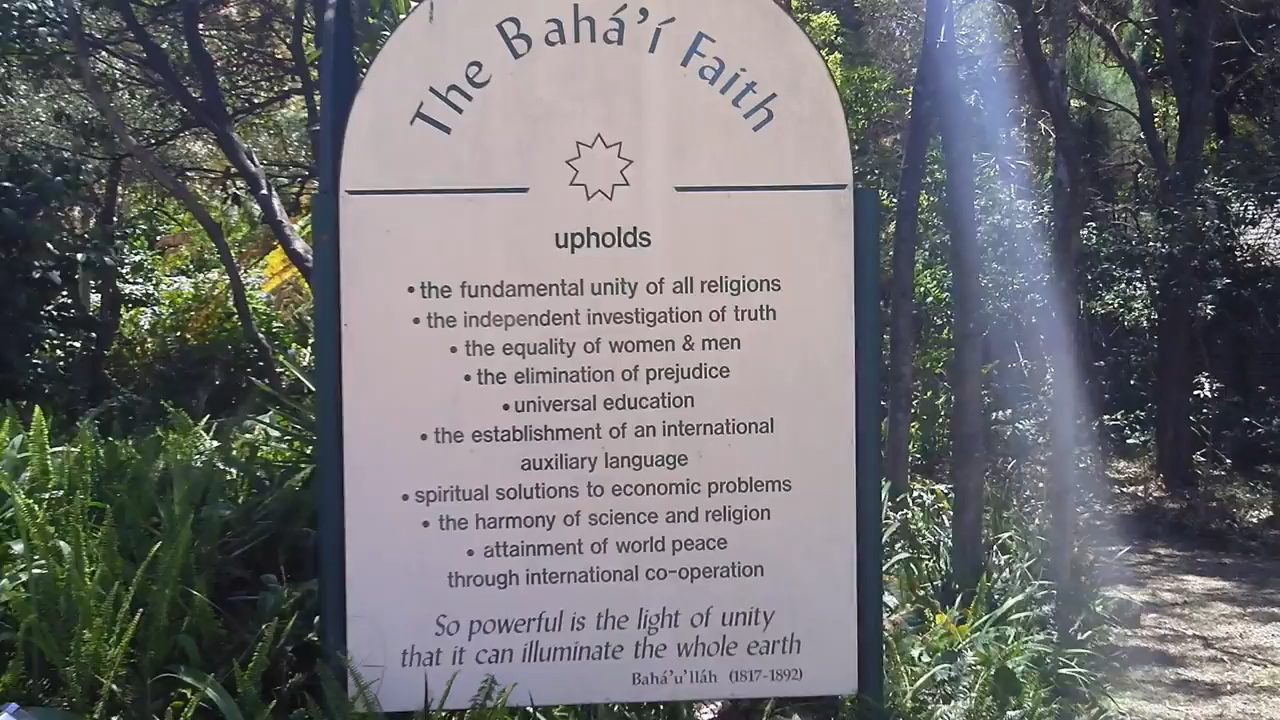 The Bahá'í Faith
upholds
• the fundamental unity of all religions
• the independent investigation of truth
• the equality of women & men
• the elimination of prejudice
• universal education
• the establishment of an international
auxiliary language
• spiritual solutions to economic problems
• the harmony of science and religion
• attainment of world peace
through international co-operation
So powerful is the light of unity
that it can illuminate the whole earth
Bahá'u'lláh (1817-1892)